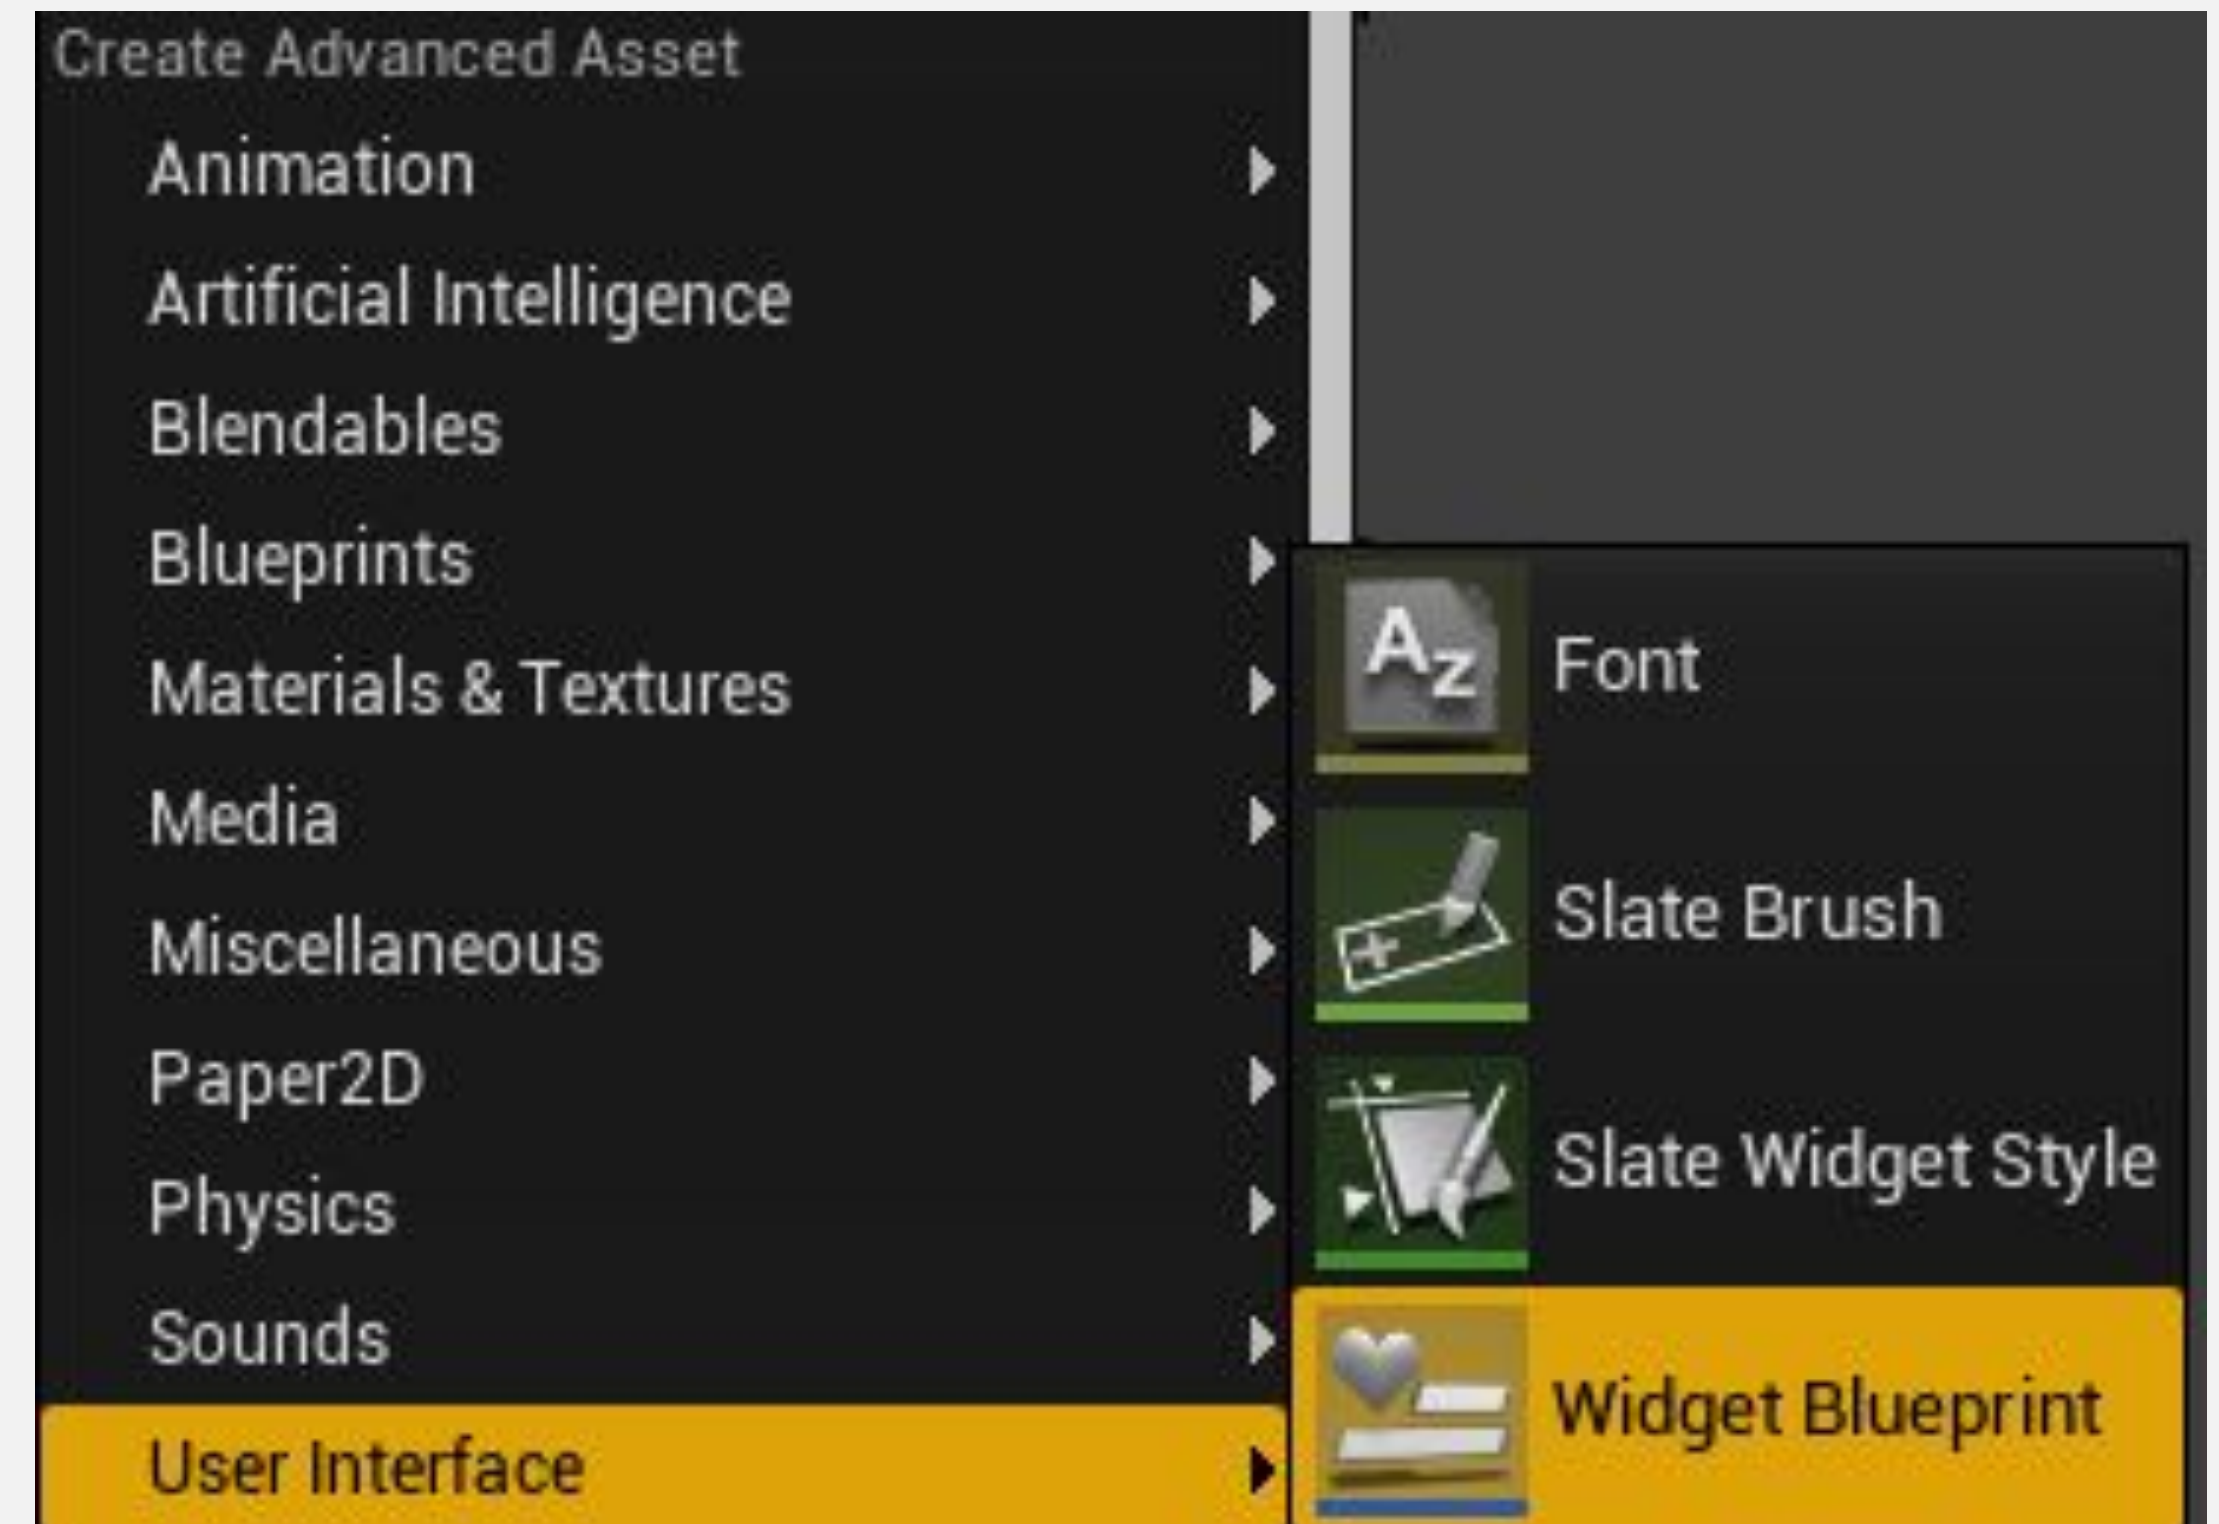 Create Advanced Asset
Animation
Artificial Intelligence
Blendables
Blueprints
Materials & Textures
Media
Miscellaneous
Paper2D
Physics
Sounds
User Interface
Az
Font
Slate Brush
Slate Widget Style
Widget Blueprint